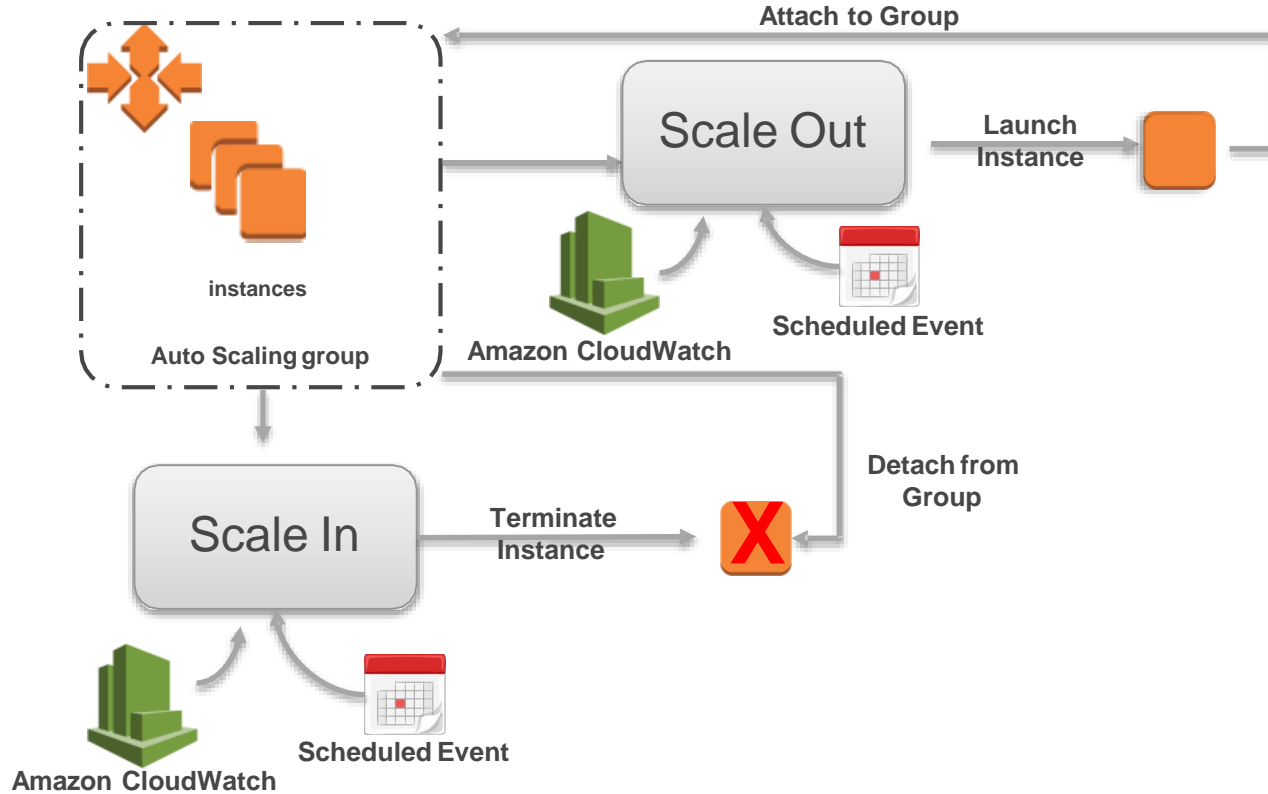 Attach to Group
Scale Out
Launch
Instance
instances
Auto Scaling group
Amazon CloudWatch
Scheduled Event
Scale In
Terminate
Instance
X
Detach from
Group
Amazon CloudWatch
Scheduled Event